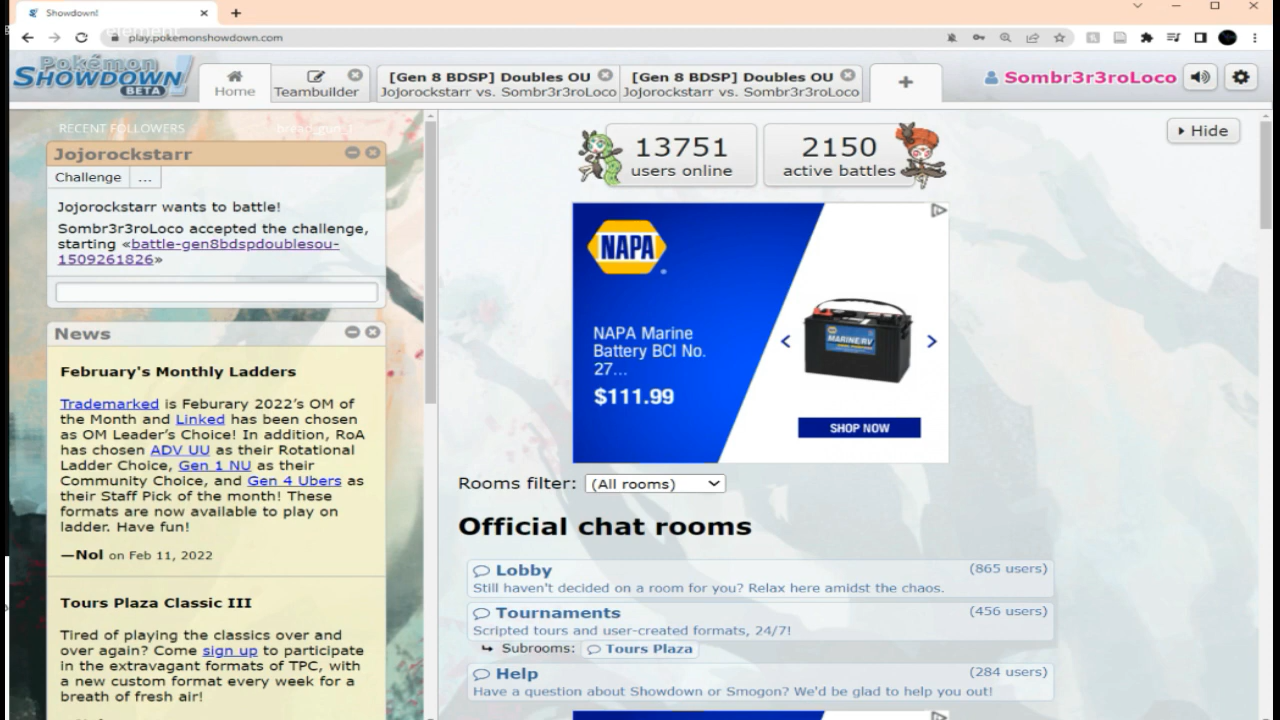 Showdown!
play.pokemonshowdown.com
Pokémon
SHOWDOWN!
BETA
Home
Teambuilder
[Gen 8 BDSP] Doubles OU
Jojorockstarr vs. Sombr3r3roLoco
[Gen 8 BDSP] Doubles OU
Jojorockstarr vs. Sombr3r3roLoco
Sombr3r3roLoco
RECENT FOLLOWERS
Jojorockstarr
Challenge
...
Jojorockstarr wants to battle!
Sombr3r3roLoco accepted the challenge,
starting «battle-gen8bdspdoublesou-
1509261826»
News
February's Monthly Ladders
Trademarked is Feburary 2022's OM of
the Month and Linked has been chosen
as OM Leader's Choice! In addition, RoA
has chosen ADV UU as their Rotational
Ladder Choice, Gen 1 NU as their
Community Choice, and Gen 4 Ubers as
their Staff Pick of the month! These
formats are now available to play on
ladder. Have fun!
—Nol on Feb 11, 2022
Tours Plaza Classic III
Tired of playing the classics over and
over again? Come sign up to participate
in the extravagant formats of TPC, with
a new custom format every week for a
breath of fresh air!
13751
users online
2150
active battles
Hide
NAPA
NAPA Marine
Battery BCI No.
27...
$111.99
MARINE/RV
SHOP NOW
Rooms filter: (All rooms)
Official chat rooms
Lobby (865 users)
Still haven't decided on a room for you? Relax here amidst the chaos.
Tournaments (456 users)
Scripted tours and user-created formats, 24/7!
Subrooms: Tours Plaza
Help (284 users)
Have a question about Showdown or Smogon? We'd be glad to help you out!